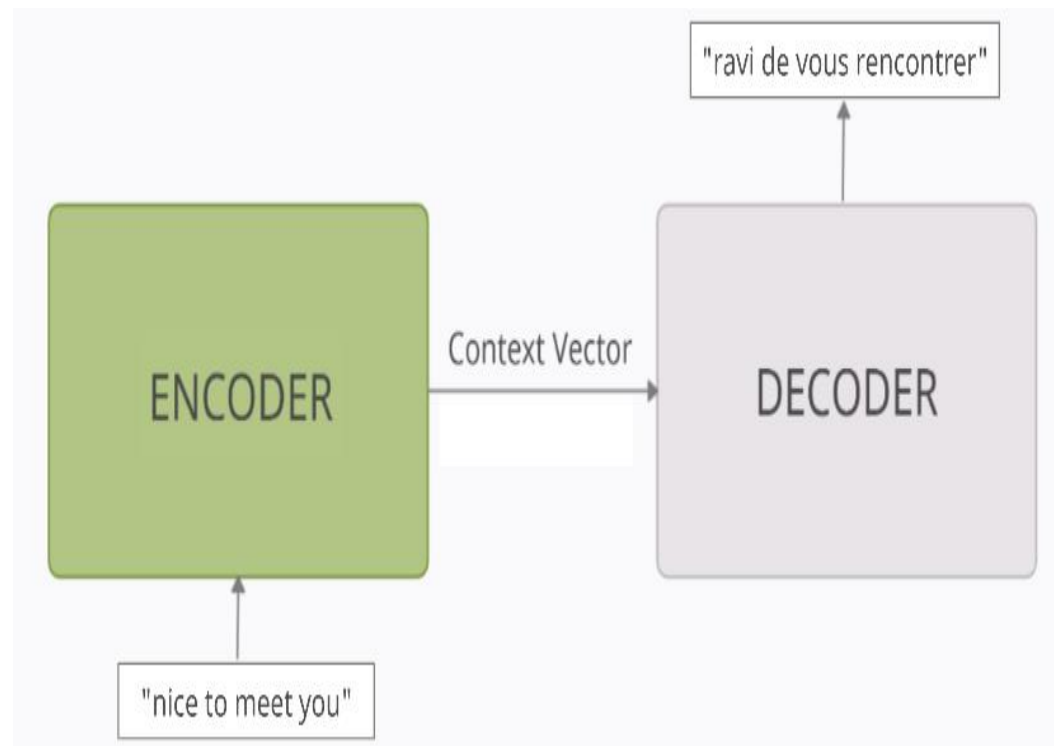 "ravi de vous rencontrer"
Context Vector
ENCODER
DECODER
"nice to meet you"